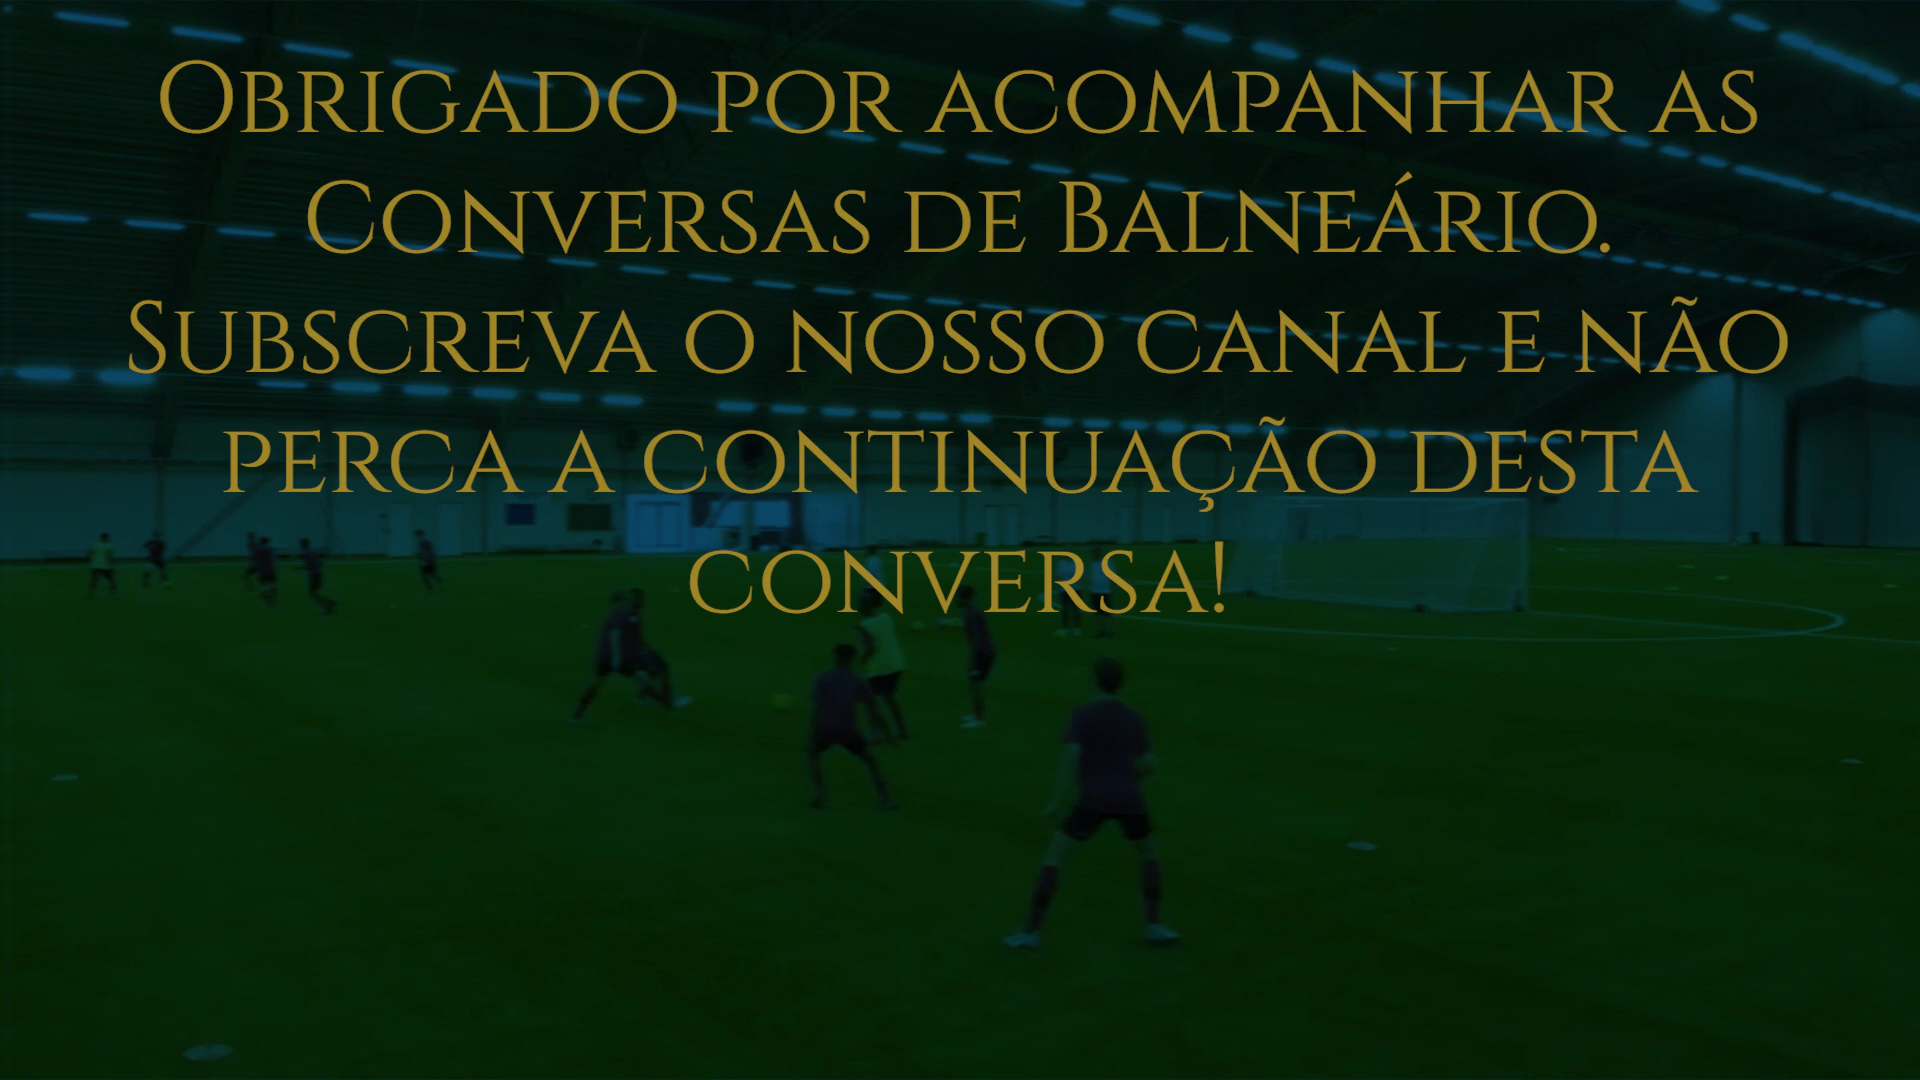 Obrigado por acompanhar as
Conversas de Balneário.
Subscreva o nosso canal e não
perca a continuação desta
conversa!